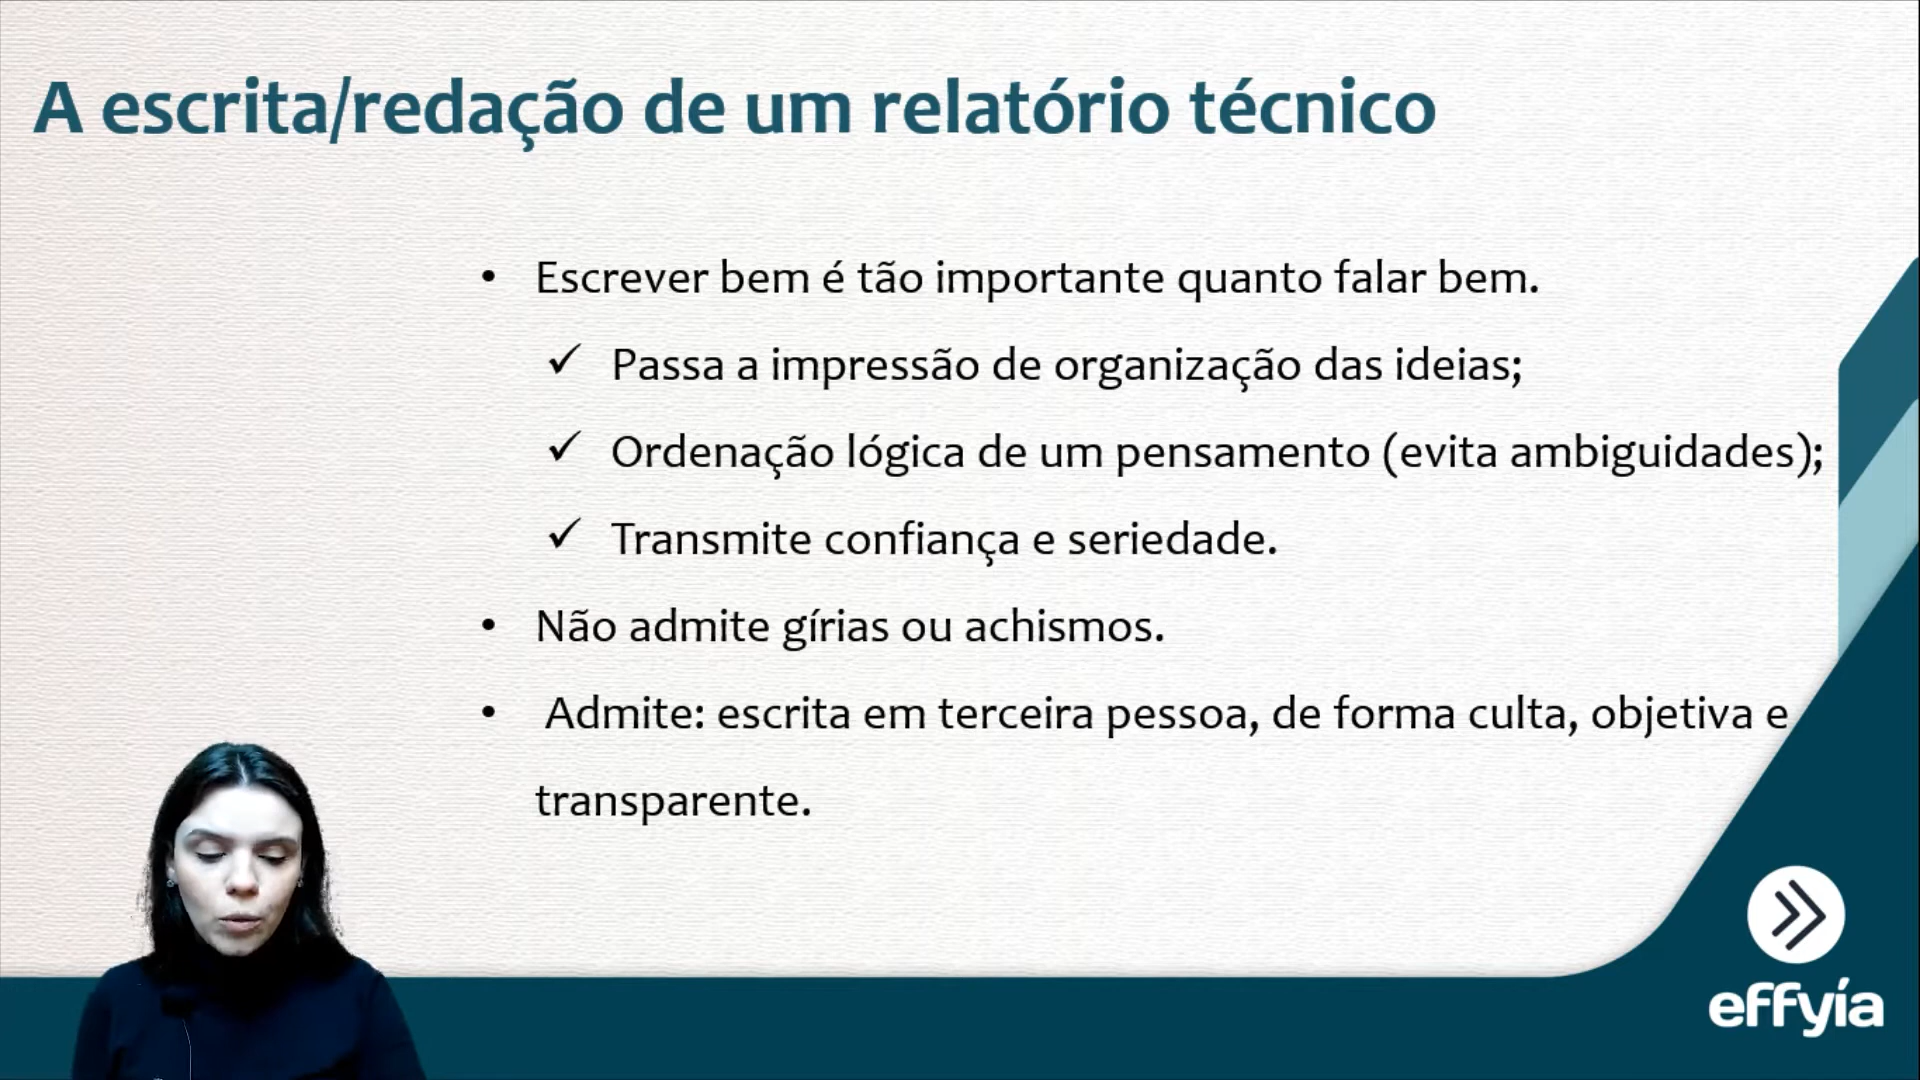 A escrita/redação de um relatório técnico
• Escrever bem é tão importante quanto falar bem.
✓ Passa a impressão de organização das ideias;
✓ Ordenação lógica de um pensamento (evita ambiguidades);
✓ Transmite confiança e seriedade.
• Não admite gírias ou achismos.
• Admite: escrita em terceira pessoa, de forma culta, objetiva e
transparente.
effyía